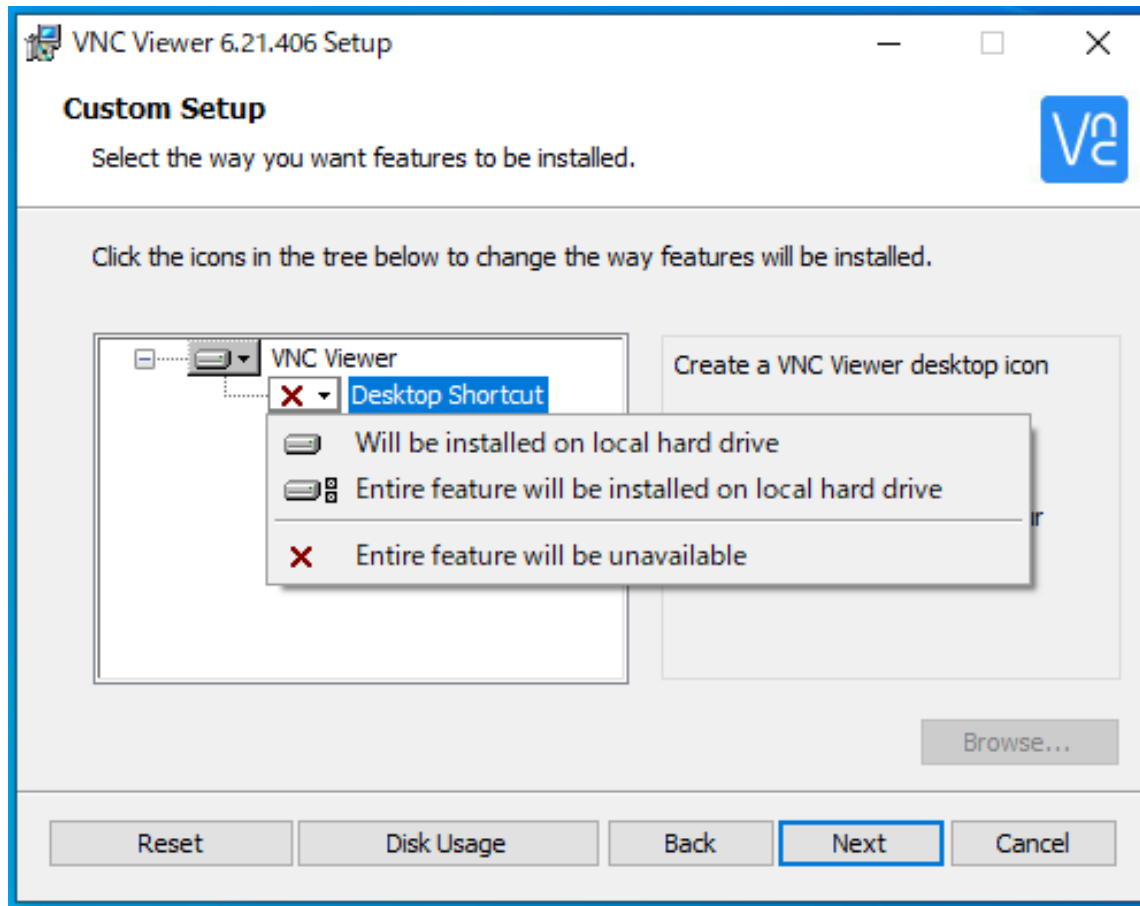 VNC Viewer 6.21.406 Setup
Custom Setup
Select the way you want features to be installed.
Click the icons in the tree below to change the way features will be installed.
VNC Viewer
Desktop Shortcut
Create a VNC Viewer desktop icon
Will be installed on local hard drive
Entire feature will be installed on local hard drive
Entire feature will be unavailable
Browse...
Reset
Disk Usage
Back
Next
Cancel